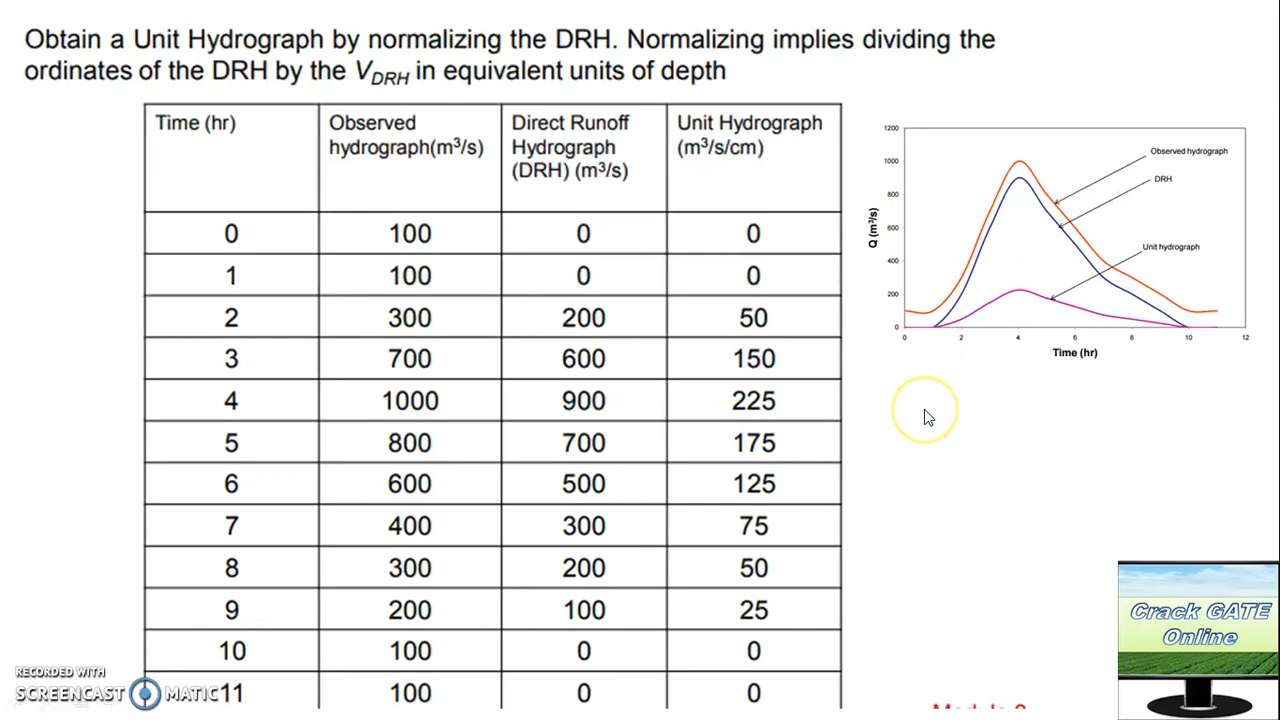 Obtain a Unit Hydrograph by normalizing the DRH. Normalizing implies dividing the
ordinates of the DRH by the V_DRH in equivalent units of depth
Time (hr) Observed hydrograph(m³/s) Direct Runoff Hydrograph (DRH) (m³/s) Unit Hydrograph (m³/s/cm)
0 100 0 0
1 100 0 0
2 300 200 50
3 700 600 150
4 1000 900 225
5 800 700 175
6 600 500 125
7 400 300 75
8 300 200 50
9 200 100 25
10 100 0 0
11 100 0 0
1200
1000
800
600
400
200
0
Q (m³/s)
Observed hydrograph
DRH
Unit hydrograph
0 2 4 6 8 10 12
Time (hr)
Crack GATE
Online
RECORDED WITH
SCREENCAST MATIC